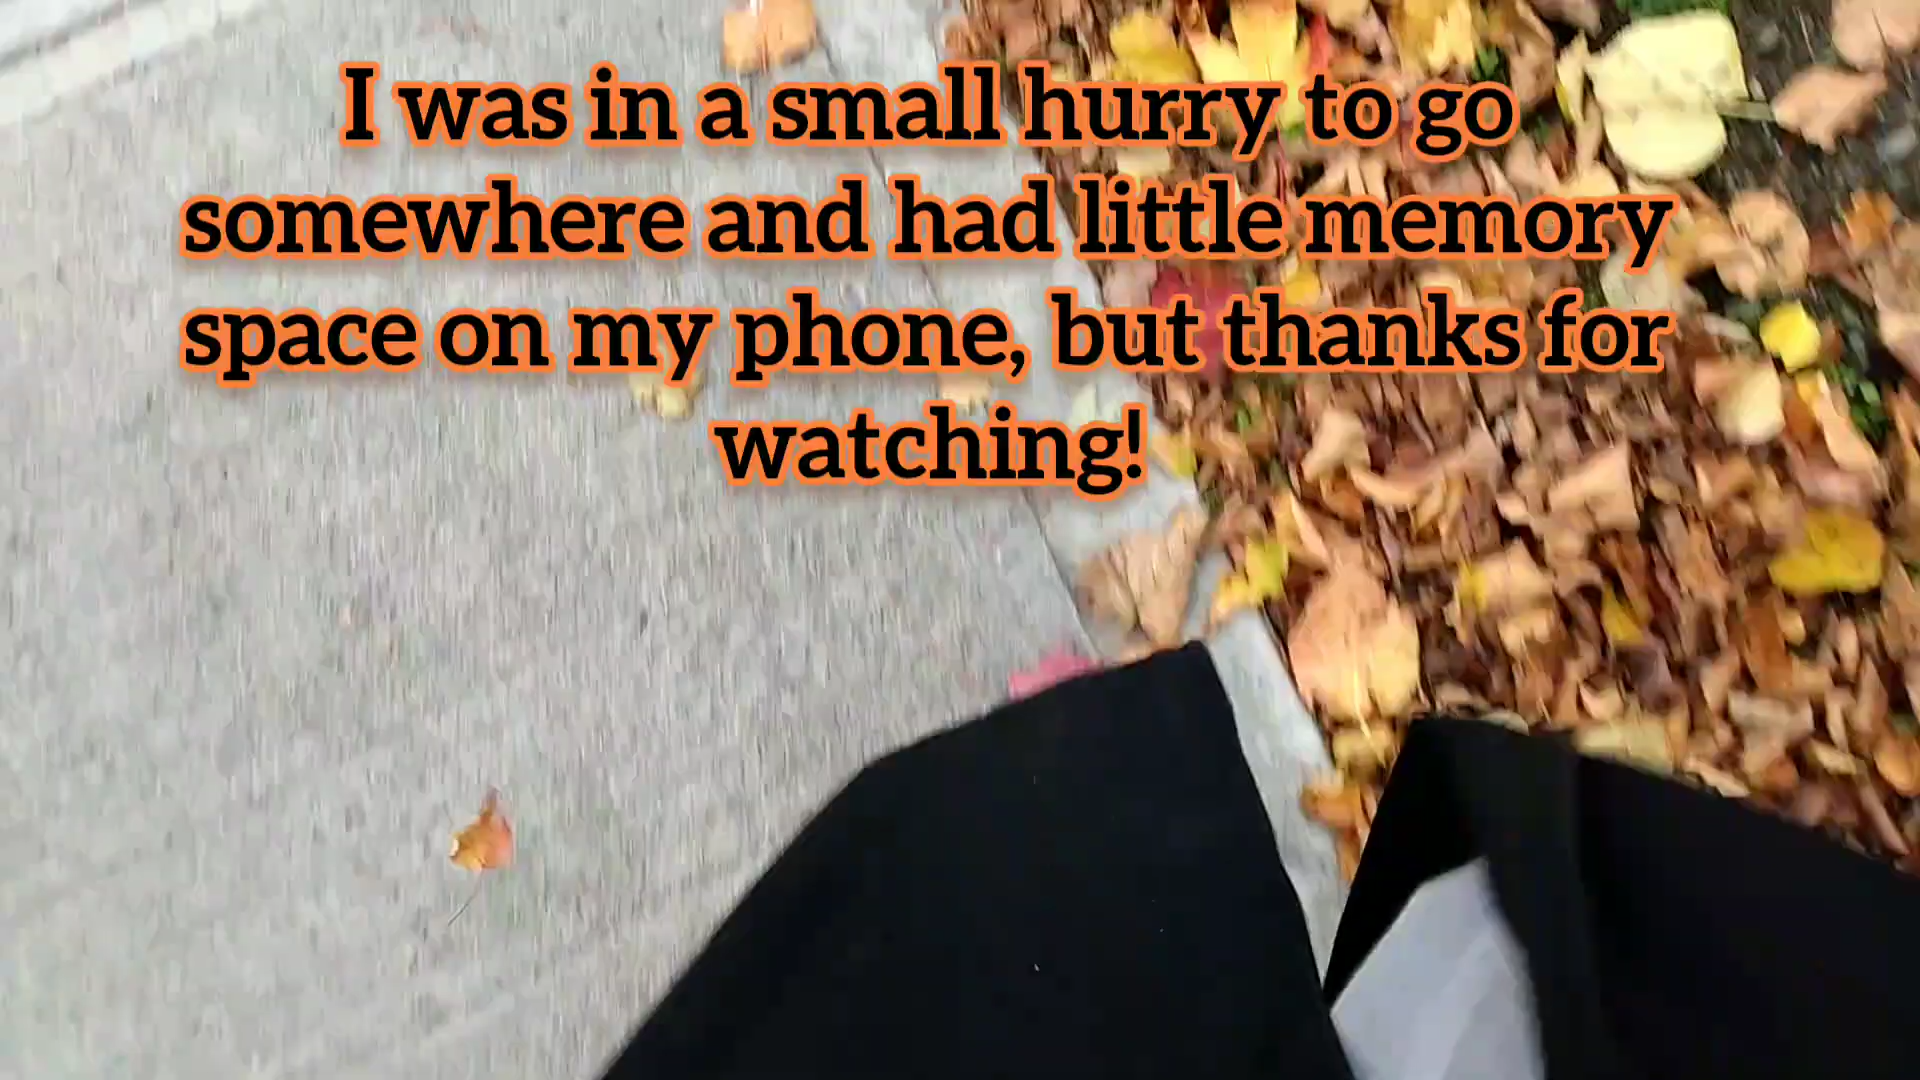 I was in a small hurry to go
somewhere and had little memory
space on my phone, but thanks for
watching!